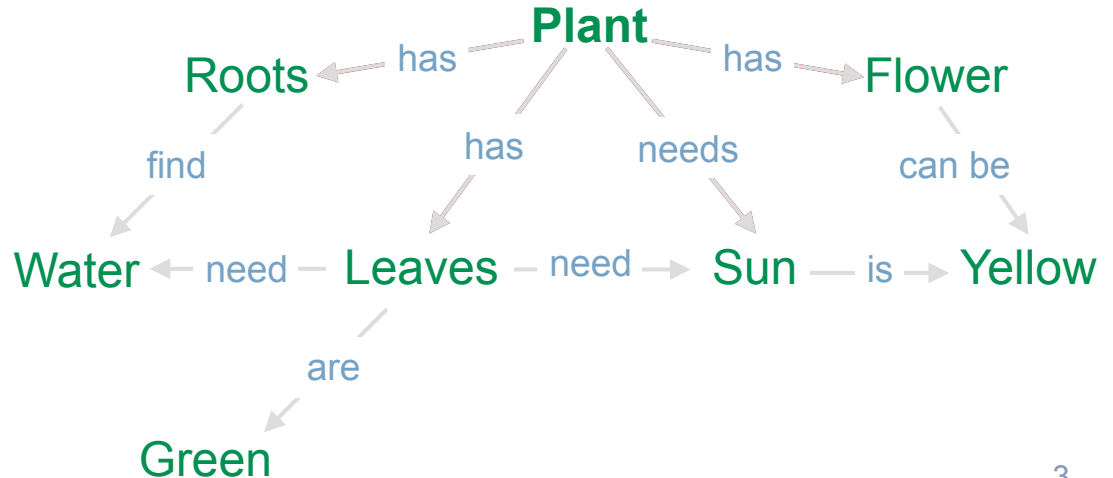 Plant
Roots has has Flower
has needs
find can be
Water need Leaves need Sun is Yellow
are
Green
3